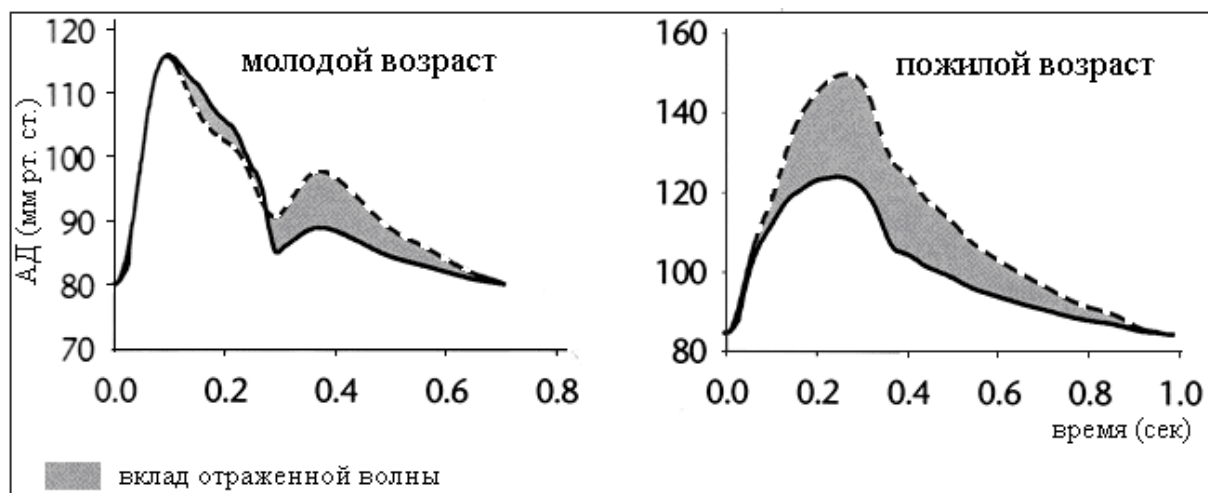 АД (мм рт. ст.)
молодой возраст
120
110
100
90
80
70
0.0 0.2 0.4 0.6 0.8
пожилой возраст
160
140
120
100
80
0.0 0.2 0.4 0.6 0.8 1.0
время (сек)
вклад отраженной волны